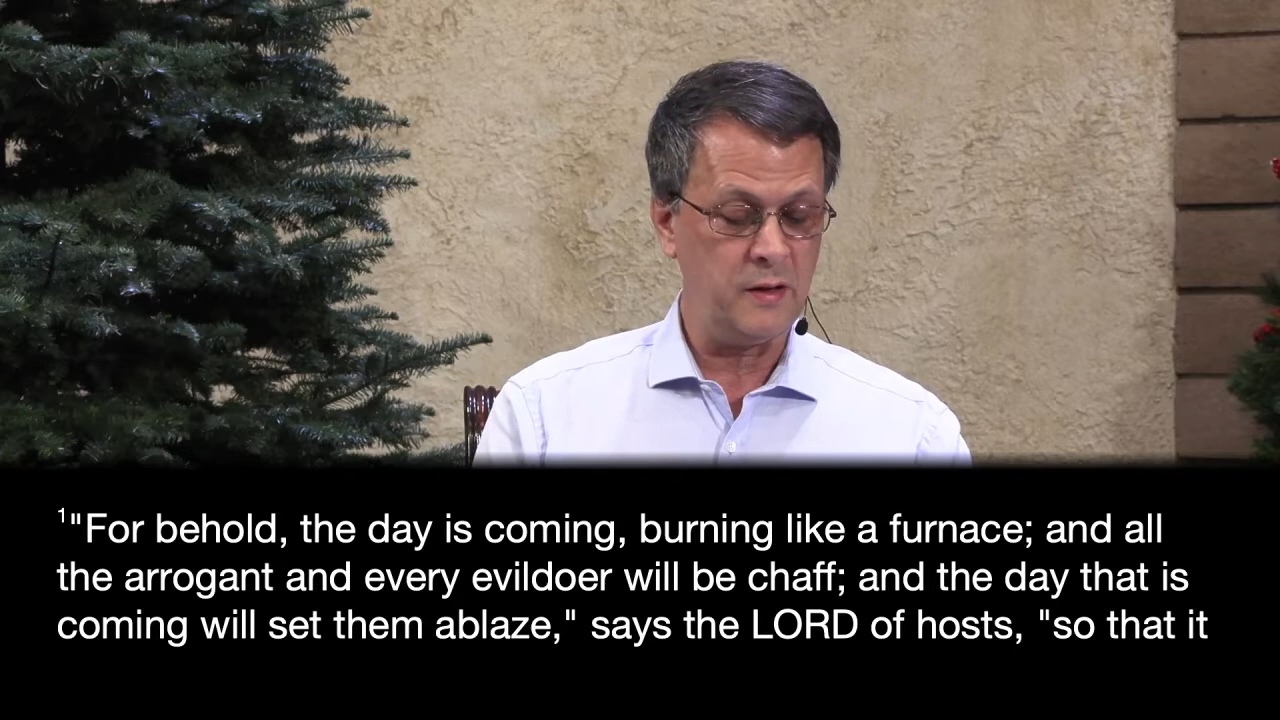 ¹"For behold, the day is coming, burning like a furnace; and all
the arrogant and every evildoer will be chaff; and the day that is
coming will set them ablaze," says the LORD of hosts, "so that it